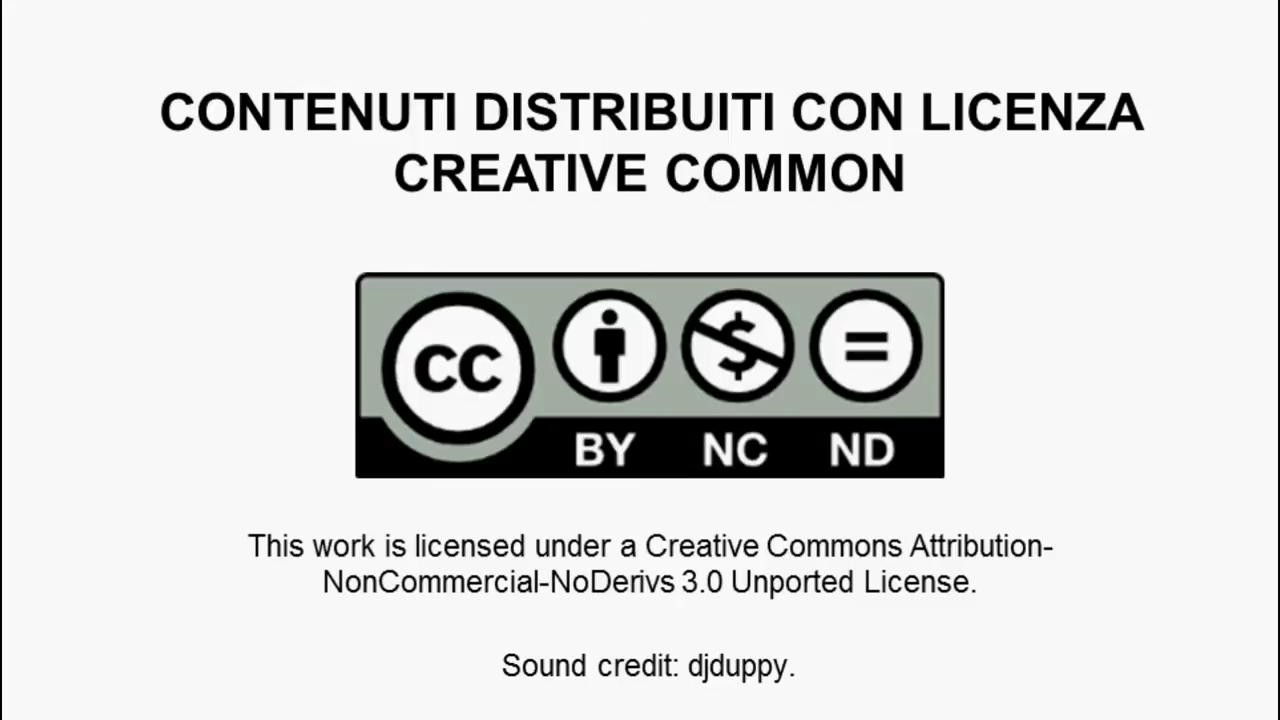 CONTENUTI DISTRIBUITI CON LICENZA
CREATIVE COMMON
CC
BY NC ND
This work is licensed under a Creative Commons Attribution-
NonCommercial-NoDerivs 3.0 Unported License.
Sound credit: djduppy.